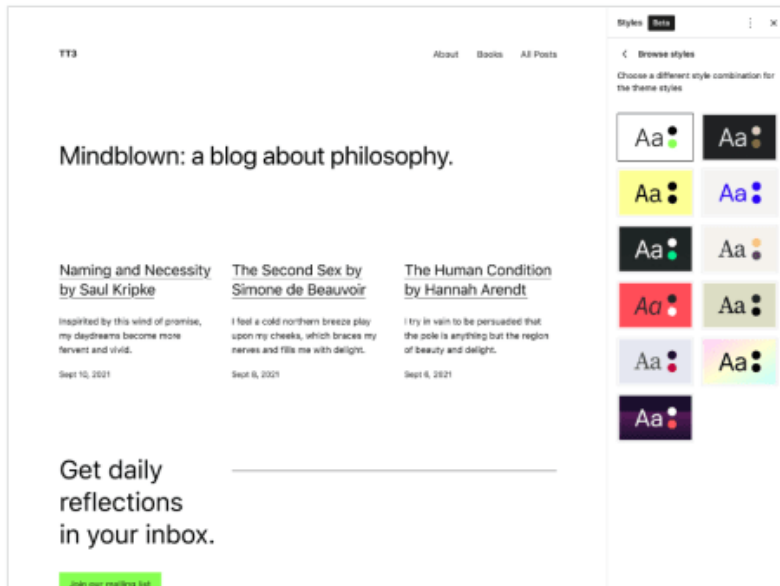 TT3
About Books All Posts
Mindblown: a blog about philosophy.
Naming and Necessity
by Saul Kripke
Inspirited by this wind of promise,
my daydreams become more
fervent and vivid.
Sept 10, 2021
The Second Sex by
Simone de Beauvoir
I feel a cold northern breeze play
upon my cheeks, which braces my
nerves and fills me with delight.
Sept 8, 2021
The Human Condition
by Hannah Arendt
I try in vain to be persuaded that
the pole is anything but the region
of beauty and delight.
Sept 6, 2021
Get daily
reflections
in your inbox.
Join our mailing list
Styles Beta
Browse styles
Choose a different style combination for
the theme styles
Aa Aa
Aa Aa
Aa Aa
Aa Aa
Aa Aa
Aa